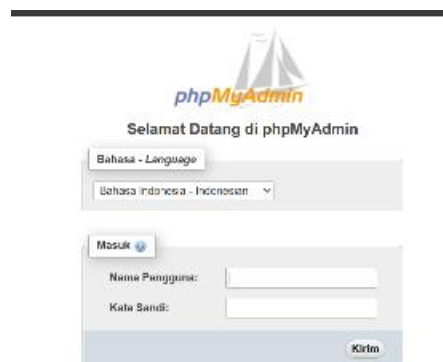 phpMyAdmin
Selamat Datang di phpMyAdmin
Bahasa - Language
Bahasa Indonesia - Indonesian
Masuk
Nama Pengguna:
Kata Sandi:
Kirim